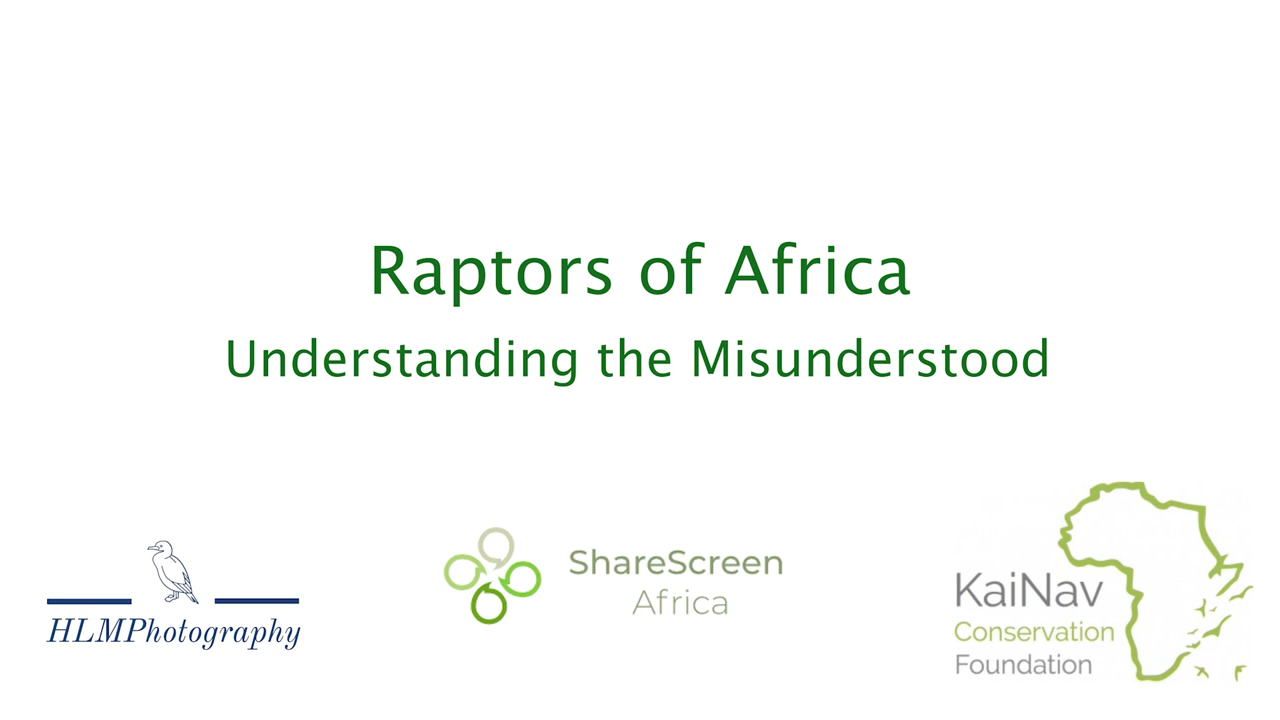 Raptors of Africa
Understanding the Misunderstood
HLMPhotography
ShareScreen
Africa
KaiNav
Conservation
Foundation